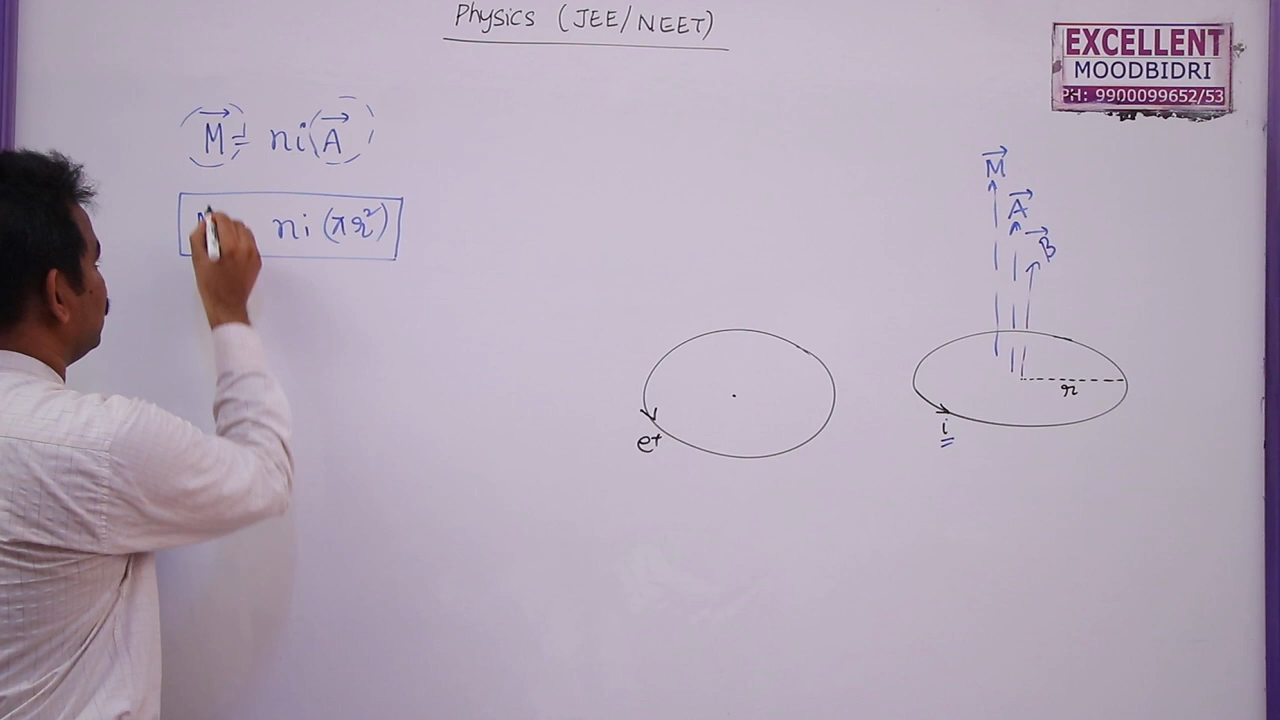 Physics (JEE/NEET)
EXCELLENT
MOODBIDRI
PH: 9900099652/53
M⃗ = ni(A⃗)
ni(πr²)
M⃗
A⃗
B⃗
r
i
e⁺